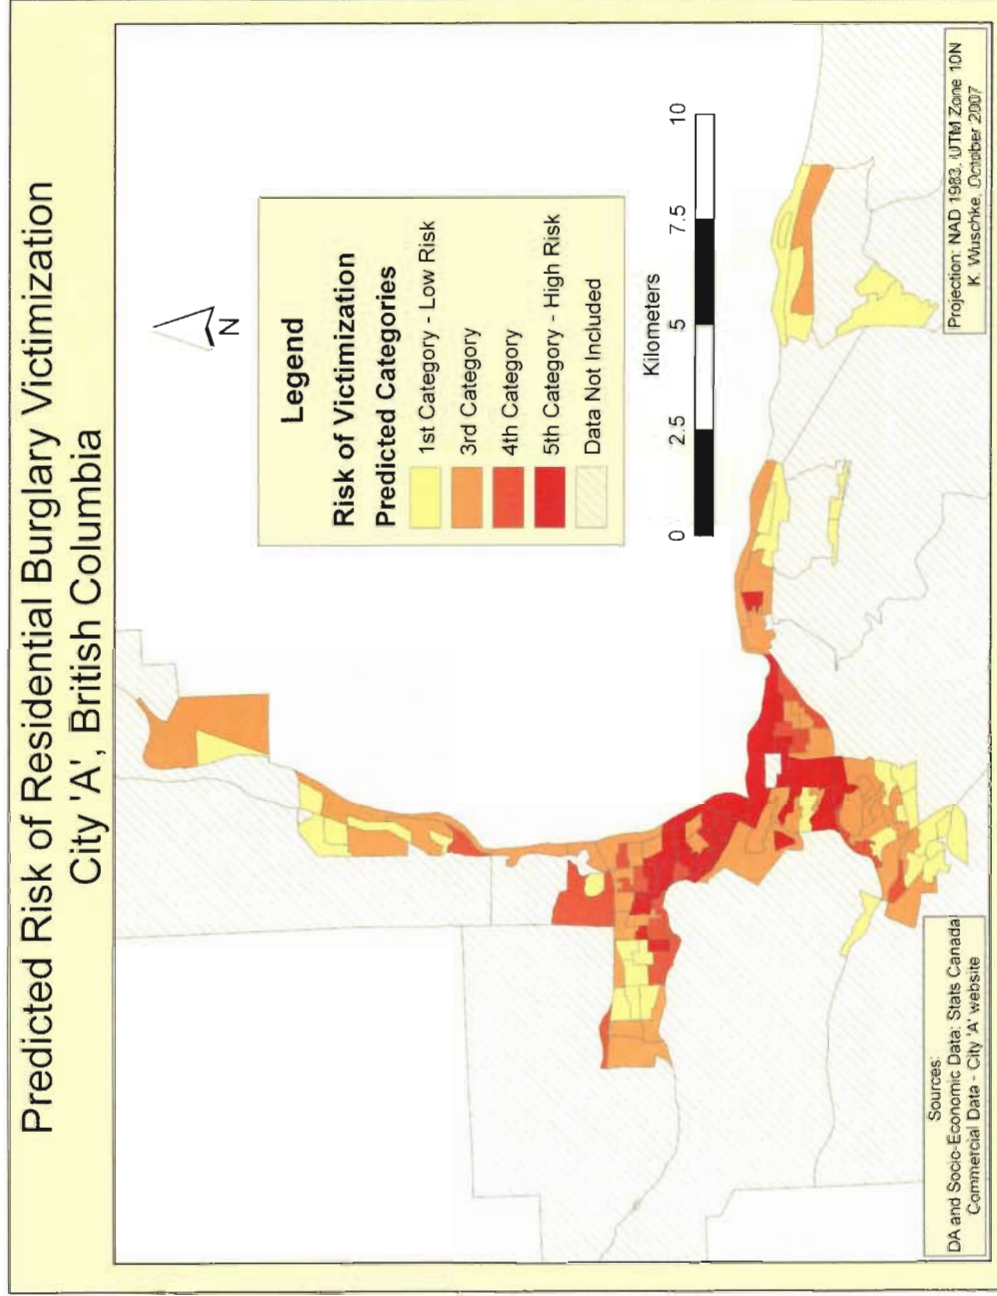 Predicted Risk of Residential Burglary Victimization
City 'A', British Columbia
N
Legend
Risk of Victimization
Predicted Categories
1st Category - Low Risk
3rd Category
4th Category
5th Category - High Risk
Data Not Included
Kilometers
0 2.5 5 7.5 10
Sources:
DA and Socio-Economic Data: Stats Canada
Commercial Data - City 'A' website
Projection: NAD 1983, UTM Zone 10N
K. Wuschke, October 2007